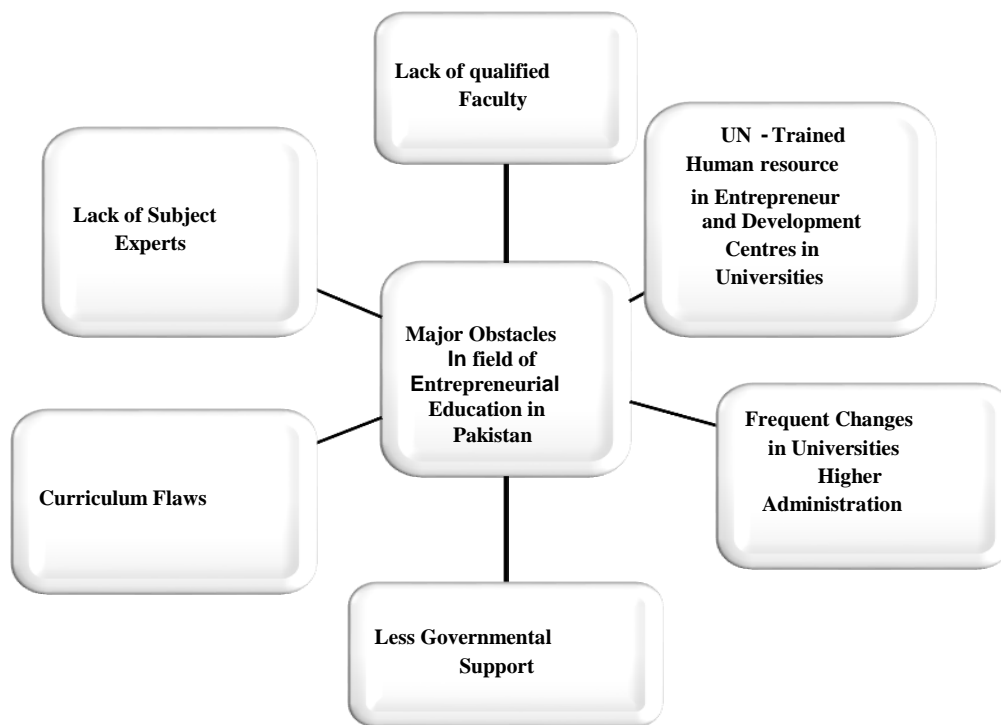 Lack of qualified
Faculty
UN - Trained
Human resource
in Entrepreneur
and Development
Centres in
Universities
Lack of Subject
Experts
Major Obstacles
In field of
Entrepreneurial
Education in
Pakistan
Frequent Changes
in Universities
Higher
Administration
Curriculum Flaws
Less Governmental
Support